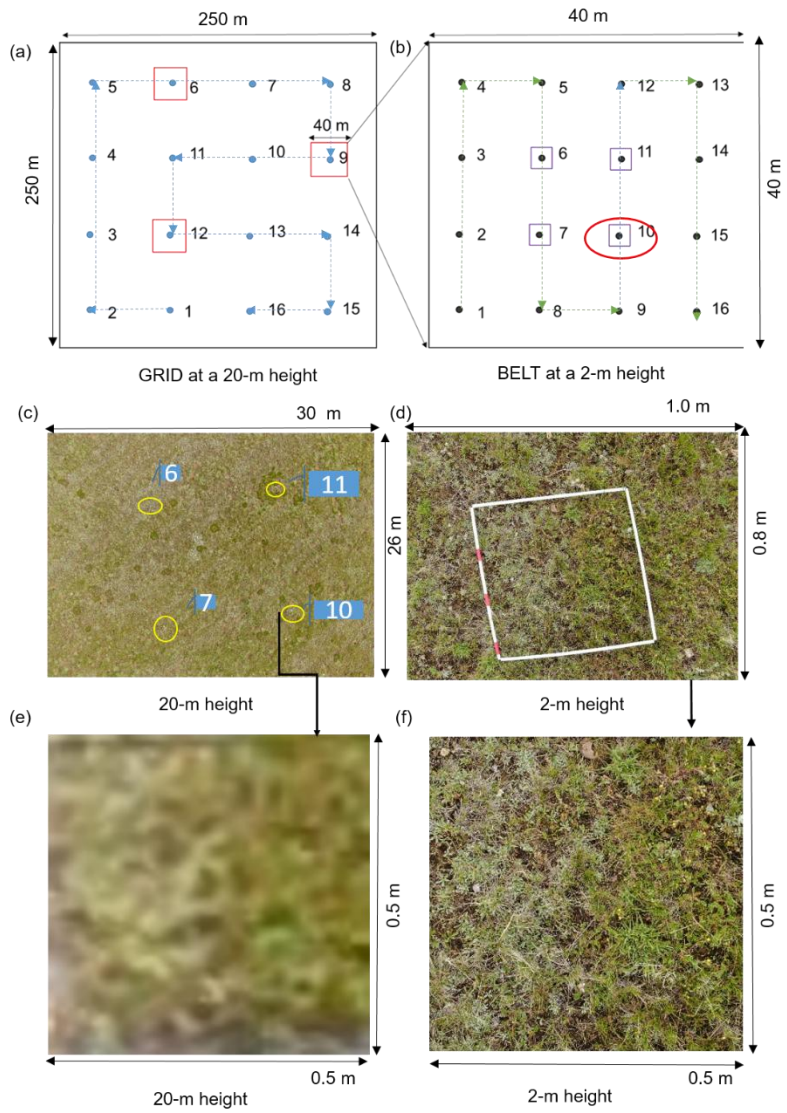 250 m
40 m
(a)
(b)
5
6
7
8
4
5
12
13
40 m
4
11
10
9
3
6
11
14
250 m
40 m
3
12
13
14
2
7
10
15
2
1
16
15
1
8
9
16
GRID at a 20-m height
BELT at a 2-m height
(c)
30 m
(d)
1.0 m
6
11
26 m
0.8 m
7
10
20-m height
2-m height
(e)
(f)
0.5 m
0.5 m
0.5 m
0.5 m
20-m height
2-m height